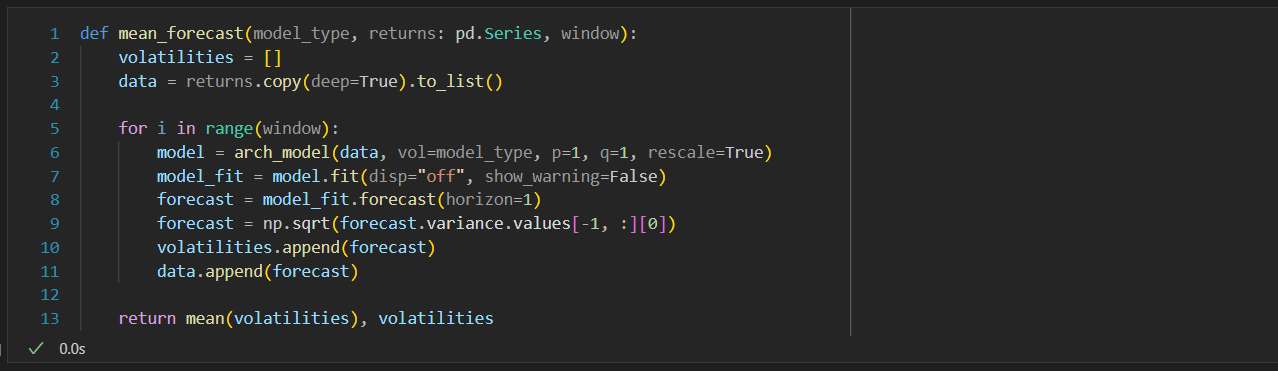 1 def mean_forecast(model_type, returns: pd.Series, window):
2     volatilities = []
3     data = returns.copy(deep=True).to_list()
4
5     for i in range(window):
6         model = arch_model(data, vol=model_type, p=1, q=1, rescale=True)
7         model_fit = model.fit(disp="off", show_warning=False)
8         forecast = model_fit.forecast(horizon=1)
9         forecast = np.sqrt(forecast.variance.values[-1, :][0])
10         volatilities.append(forecast)
11         data.append(forecast)
12
13     return mean(volatilities), volatilities
✓ 0.0s